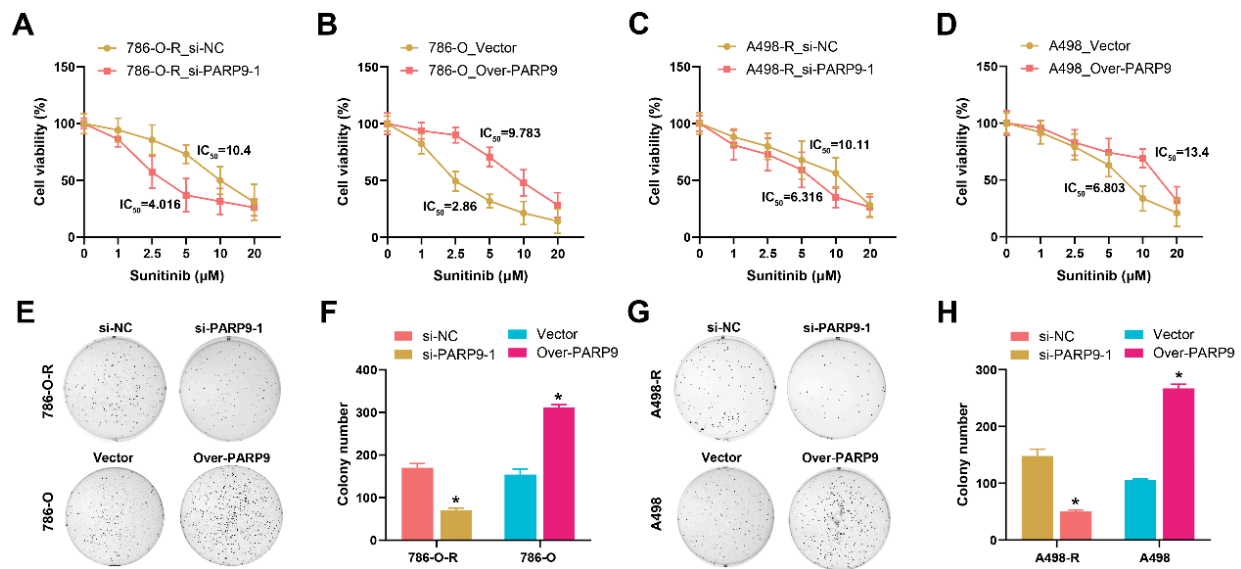 A
786-O-R_si-NC
786-O-R_si-PARP9-1
Cell viability (%)
150
100
50
0
IC50=10.4
IC50=4.016
0 1 2.5 5 10 20
Sunitinib (μM)
B
786-O_Vector
786-O_Over-PARP9
Cell viability (%)
150
100
50
0
IC50=9.783
IC50=2.86
0 1 2.5 5 10 20
Sunitinib (μM)
C
A498-R_si-NC
A498-R_si-PARP9-1
Cell viability (%)
150
100
50
0
IC50=10.11
IC50=6.316
0 1 2.5 5 10 20
Sunitinib (μM)
D
A498_Vector
A498_Over-PARP9
Cell viability (%)
150
100
50
0
IC50=13.4
IC50=6.803
0 1 2.5 5 10 20
Sunitinib (μM)
E
si-NC si-PARP9-1
786-O-R
Vector Over-PARP9
786-O
F
si-NC Vector
si-PARP9-1 Over-PARP9
Colony number
400
300
200
100
0
*
*
786-O-R 786-O
G
si-NC si-PARP9-1
A498-R
Vector Over-PARP9
A498
H
si-NC Vector
si-PARP9-1 Over-PARP9
Colony number
300
200
100
0
*
*
A498-R A498